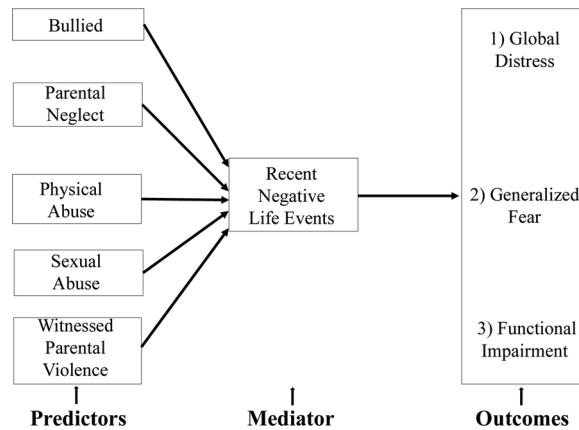 Bullied
Parental
Neglect
Physical
Abuse
Sexual
Abuse
Witnessed
Parental
Violence
Recent
Negative
Life Events
1) Global
Distress
2) Generalized
Fear
3) Functional
Impairment
Predictors
Mediator
Outcomes